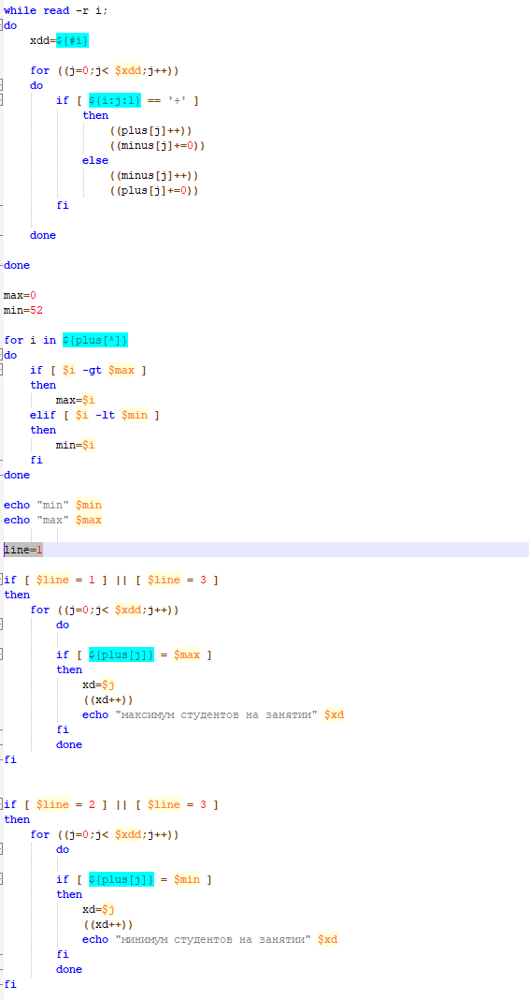 while read -r i;
do
xdd=${#i}
for ((j=0;j< $xdd;j++))
do
if [ ${i:j:1} == '+' ]
then
((plus[j]++))
((minus[j]+=0))
else
((minus[j]++))
((plus[j]+=0))
fi
done
done
max=0
min=52
for i in ${plus[*]}
do
if [ $i -gt $max ]
then
max=$i
elif [ $i -lt $min ]
then
min=$i
fi
done
echo "min" $min
echo "max" $max
line=1
if [ $line = 1 ] || [ $line = 3 ]
then
for ((j=0;j< $xdd;j++))
do
if [ ${plus[j]} = $max ]
then
xd=$j
((xd++))
echo "максимум студентов на занятии" $xd
fi
done
fi
if [ $line = 2 ] || [ $line = 3 ]
then
for ((j=0;j< $xdd;j++))
do
if [ ${plus[j]} = $min ]
then
xd=$j
((xd++))
echo "минимум студентов на занятии" $xd
fi
done
fi